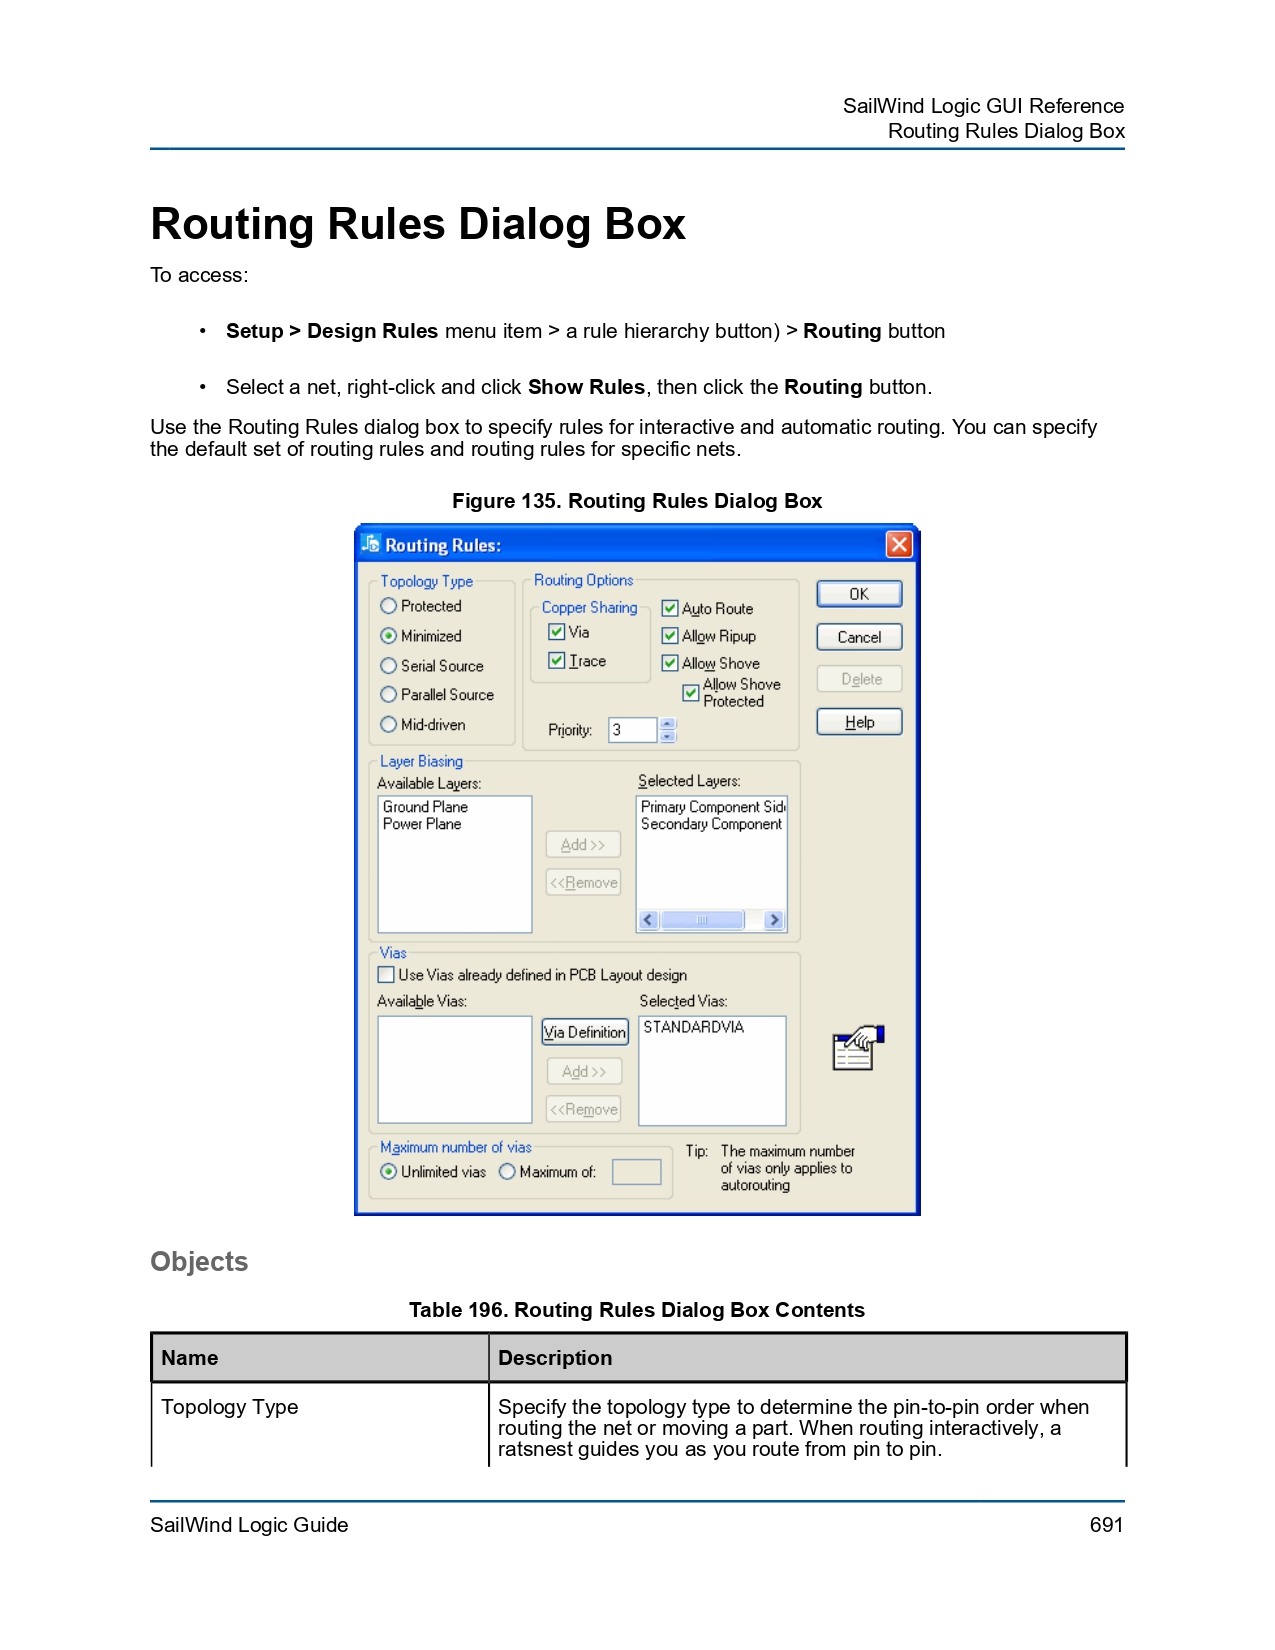 SailWind Logic GUI Reference
Routing Rules Dialog Box
Routing Rules Dialog Box
To access:
• Setup > Design Rules menu item > a rule hierarchy button) > Routing button
• Select a net, right-click and click Show Rules, then click the Routing button.
Use the Routing Rules dialog box to specify rules for interactive and automatic routing. You can specify
the default set of routing rules and routing rules for specific nets.
Figure 135. Routing Rules Dialog Box
Routing Rules:
Topology Type
Protected
Minimized
Serial Source
Parallel Source
Mid-driven
Routing Options
Copper Sharing
Via
Trace
Auto Route
Allow Ripup
Allow Shove
Allow Shove
Protected
Priority: 3
OK
Cancel
Delete
Help
Layer Biasing
Available Layers:
Ground Plane
Power Plane
Add >>
<<Remove
Selected Layers:
Primary Component Side
Secondary Component
Vias
Use Vias already defined in PCB Layout design
Available Vias:
Via Definition
Add >>
<<Remove
Selected Vias:
STANDARDVIA
Maximum number of vias
Unlimited vias
Maximum of:
Tip: The maximum number
of vias only applies to
autorouting
Objects
Table 196. Routing Rules Dialog Box Contents
Name
Description
Topology Type
Specify the topology type to determine the pin-to-pin order when
routing the net or moving a part. When routing interactively, a
ratsnest guides you as you route from pin to pin.
SailWind Logic Guide
691